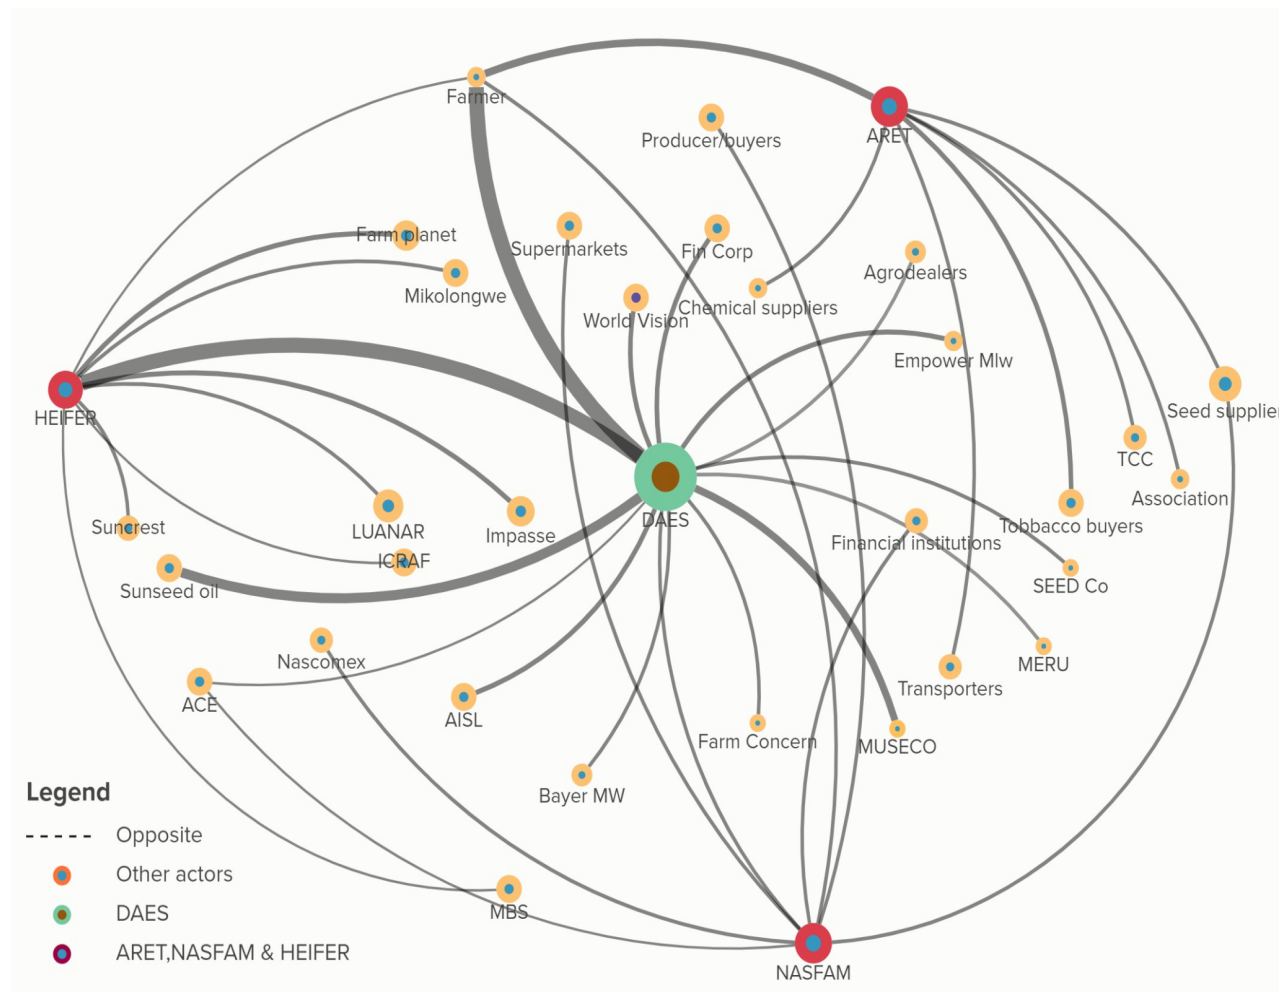 Farmer
Producer/buyers
ARET
Farm planet
Supermarkets
Fin Corp
Agrodealers
Mikolongwe
World Vision
Chemical suppliers
Empower Mlw
HEIFER
Seed supplier
TCC
Association
Suncrest
LUANAR
Impasse
DAES
Tobbacco buyers
Financial institutions
ICRAF
Sunseed oil
SEED Co
Nascomex
MERU
ACE
AISL
Transporters
Farm Concern
MUSECO
Bayer MW
Legend
Opposite
Other actors
DAES
ARET,NASFAM & HEIFER
MBS
NASFAM